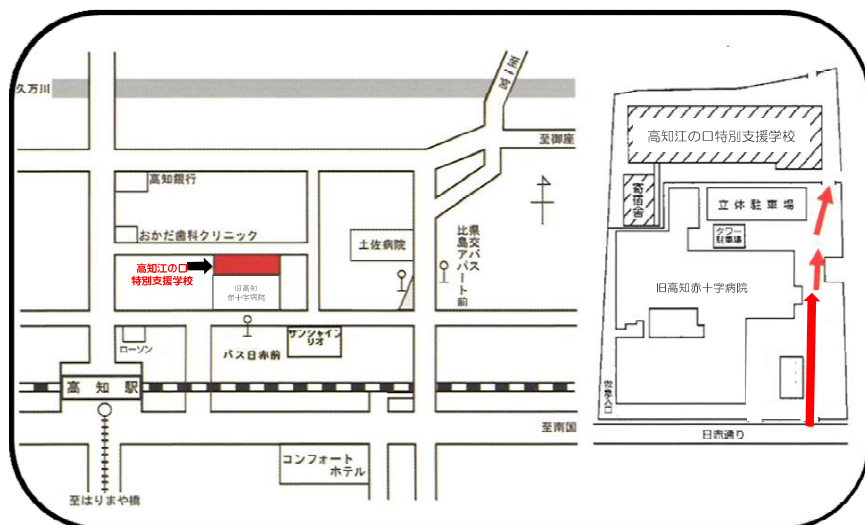 久万川
至一宮
至御座
高知銀行
おかだ歯科クリニック
土佐病院
県交バス
比島アパート前
高知江の口
特別支援学校
旧高知
赤十字病院
ローソン
バス日赤前
サンシャイン
リオ
高知駅
至南国
コンフォート
ホテル
至はりまや橋
高知江の口特別支援学校
寄宿舎
立体駐車場
タワー
駐車場
旧高知赤十字病院
救急入口
日赤通り